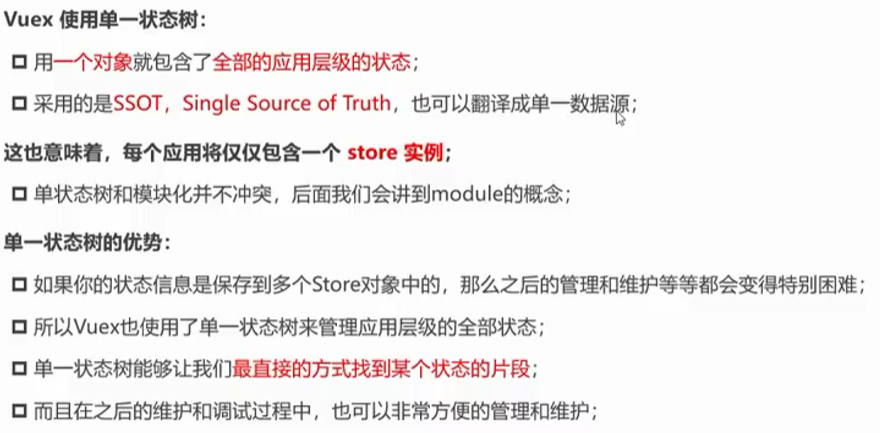 Vuex 使用单一状态树：
用一个对象就包含了全部的应用层级的状态；
采用的是SSOT，Single Source of Truth，也可以翻译成单一数据源；
这也意味着，每个应用将仅仅包含一个 store 实例；
单状态树和模块化并不冲突，后面我们会讲到module的概念；
单一状态树的优势：
如果你的状态信息是保存到多个Store对象中的，那么之后的管理和维护等等都会变得特别困难；
所以Vuex也使用了单一状态树来管理应用层级的全部状态；
单一状态树能够让我们最直接的方式找到某个状态的片段；
而且在之后的维护和调试过程中，也可以非常方便的管理和维护；